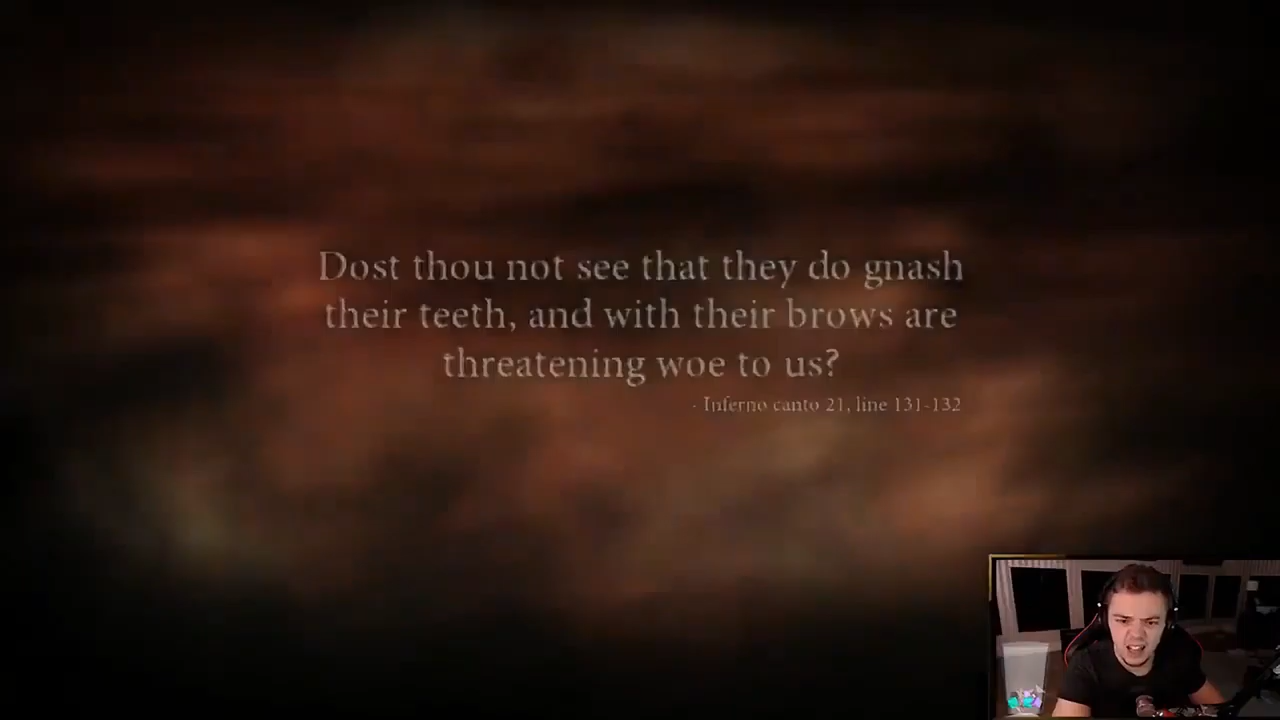 Dost thou not see that they do gnash
their teeth, and with their brows are
threatening woe to us?
- Inferno canto 21, line 131-132